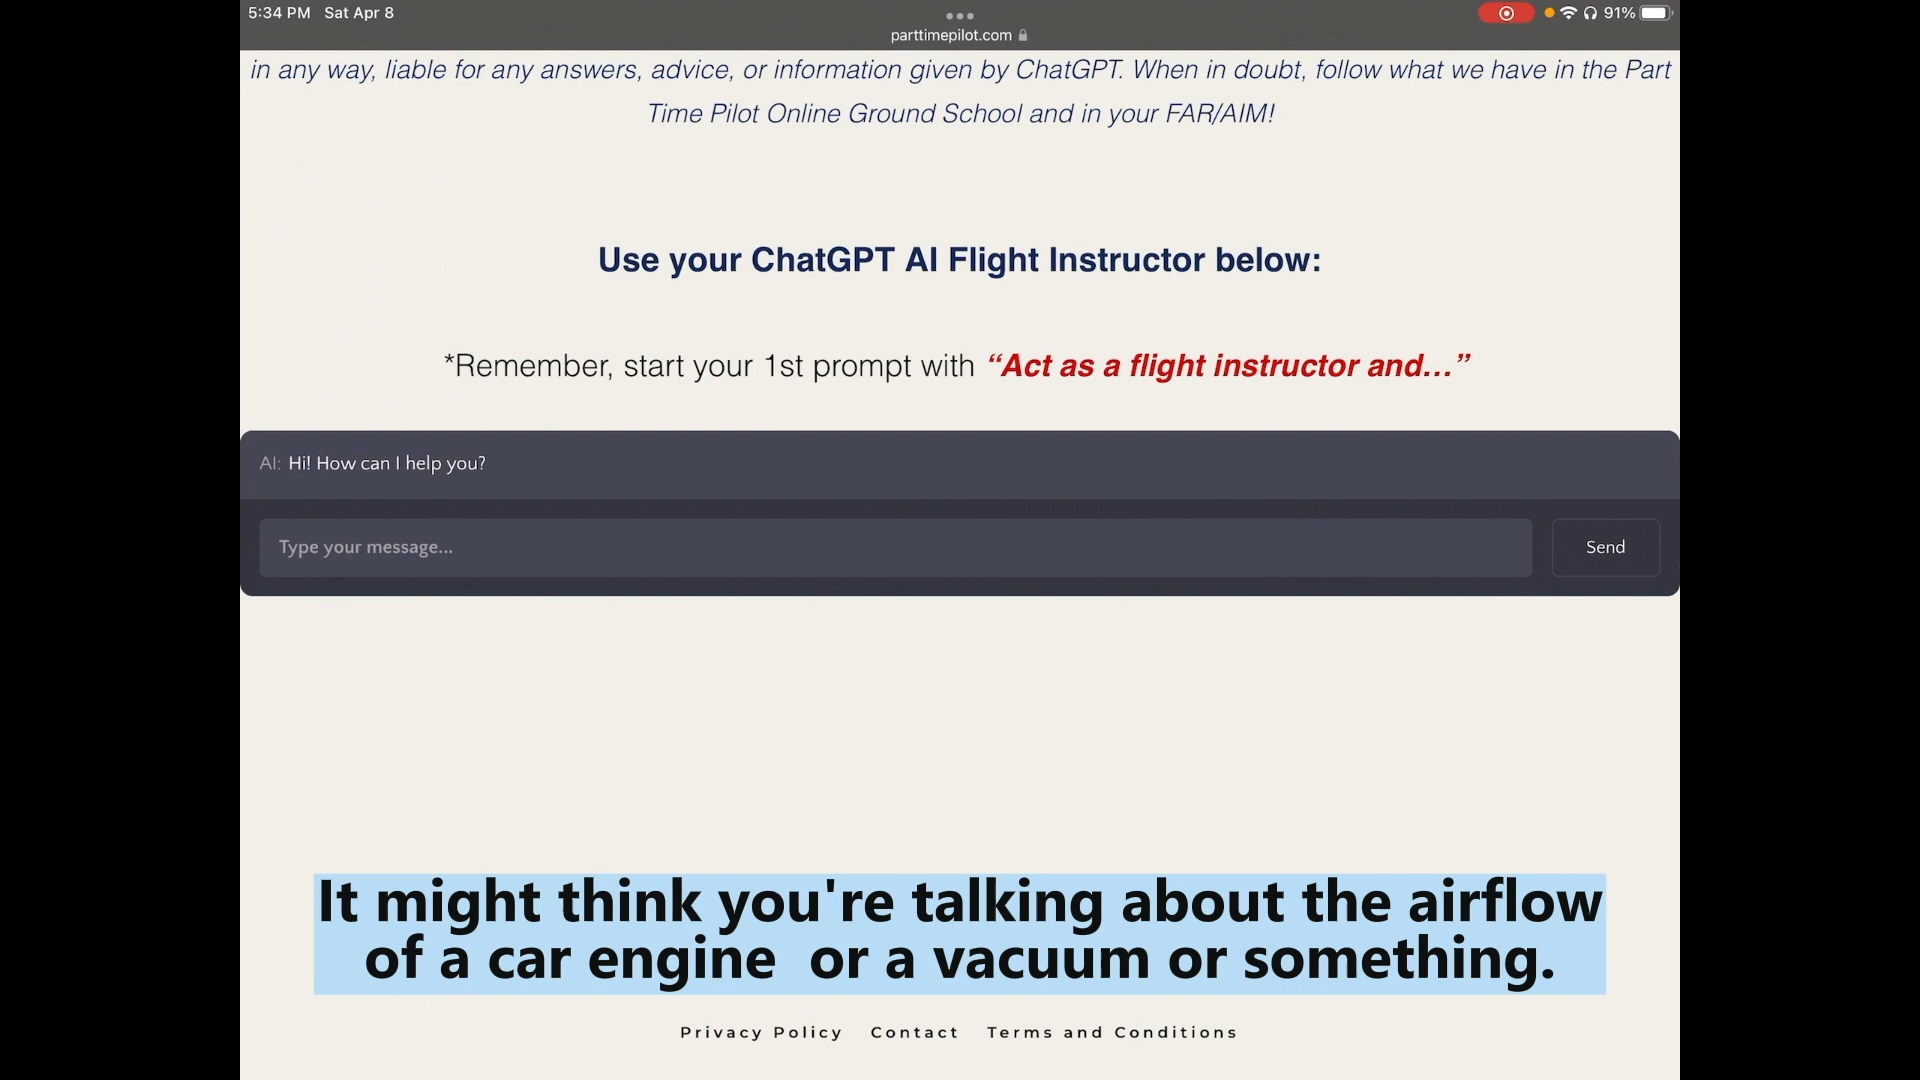 5:34 PM Sat Apr 8
91%
parttimepilot.com
in any way, liable for any answers, advice, or information given by ChatGPT. When in doubt, follow what we have in the Part
Time Pilot Online Ground School and in your FAR/AIM!
Use your ChatGPT AI Flight Instructor below:
*Remember, start your 1st prompt with “Act as a flight instructor and...”
AI: Hi! How can I help you?
Type your message...
Send
It might think you're talking about the airflow
of a car engine or a vacuum or something.
Privacy Policy Contact Terms and Conditions